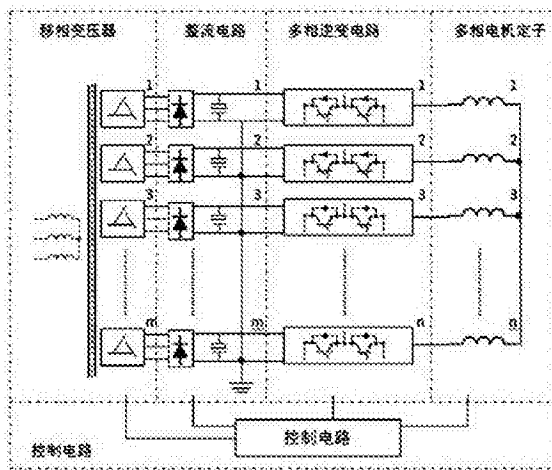 移相变压器 整流电路 多相逆变电路 多相电机定子
1 1 1 1
2 2 2 2
3 3 3 3
m m n n
控制电路
控制电路